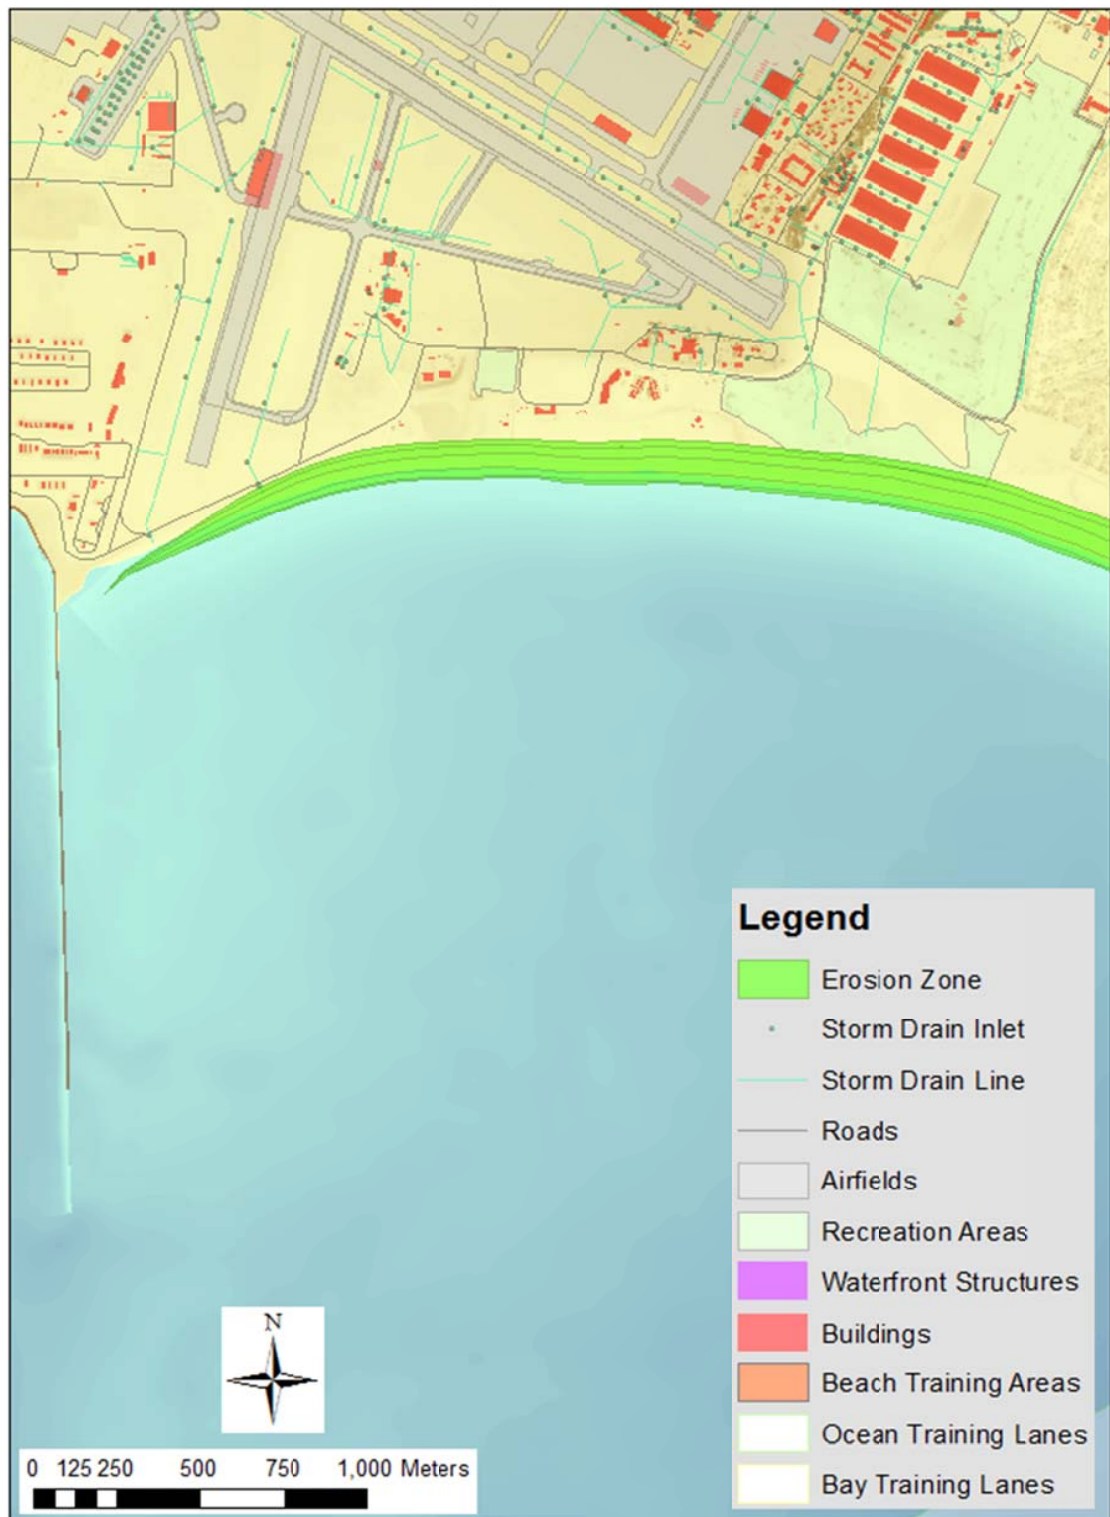 Legend
Erosion Zone
Storm Drain Inlet
Storm Drain Line
Roads
Airfields
Recreation Areas
Waterfront Structures
Buildings
Beach Training Areas
Ocean Training Lanes
Bay Training Lanes
N
0 125 250 500 750 1,000 Meters